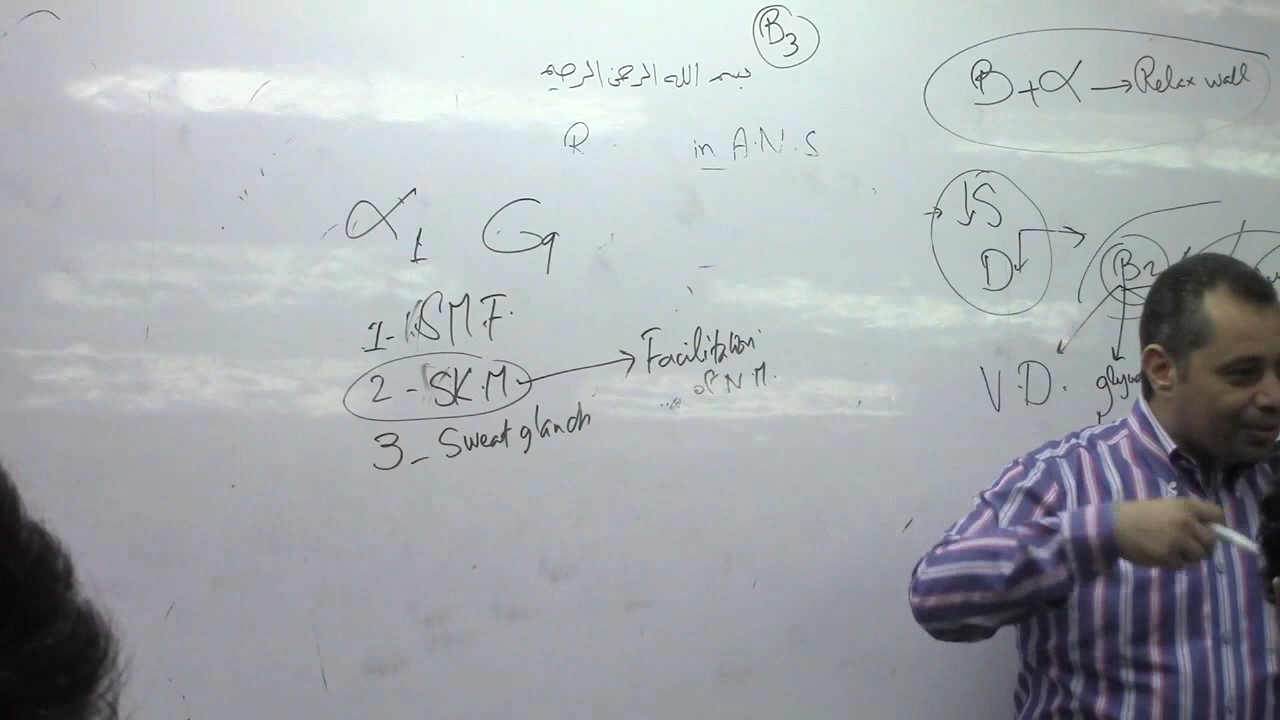 B3
بسم الله الرحمن الرحيم
R in A.N.S
α1 Gq
1- SMF.
2 - SK.M → Facilitation
of N.M.
3 - Sweat glands
B + α → Relax wall
↓S
D
B2
V.D.